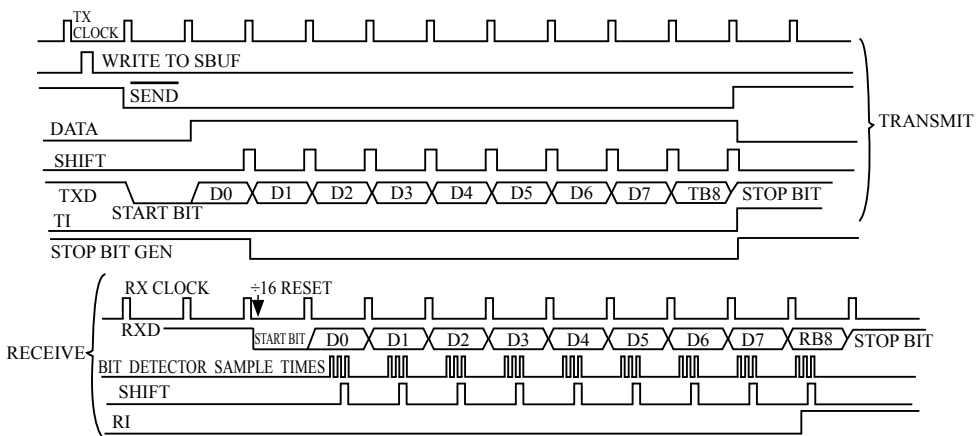 TX
CLOCK
WRITE TO SBUF
SEND
DATA
TRANSMIT
SHIFT
TXD
START BIT
D0 D1 D2 D3 D4 D5 D6 D7 TB8 STOP BIT
TI
STOP BIT GEN
RX CLOCK ÷16 RESET
RXD START BIT D0 D1 D2 D3 D4 D5 D6 D7 RB8 STOP BIT
RECEIVE
BIT DETECTOR SAMPLE TIMES
SHIFT
RI